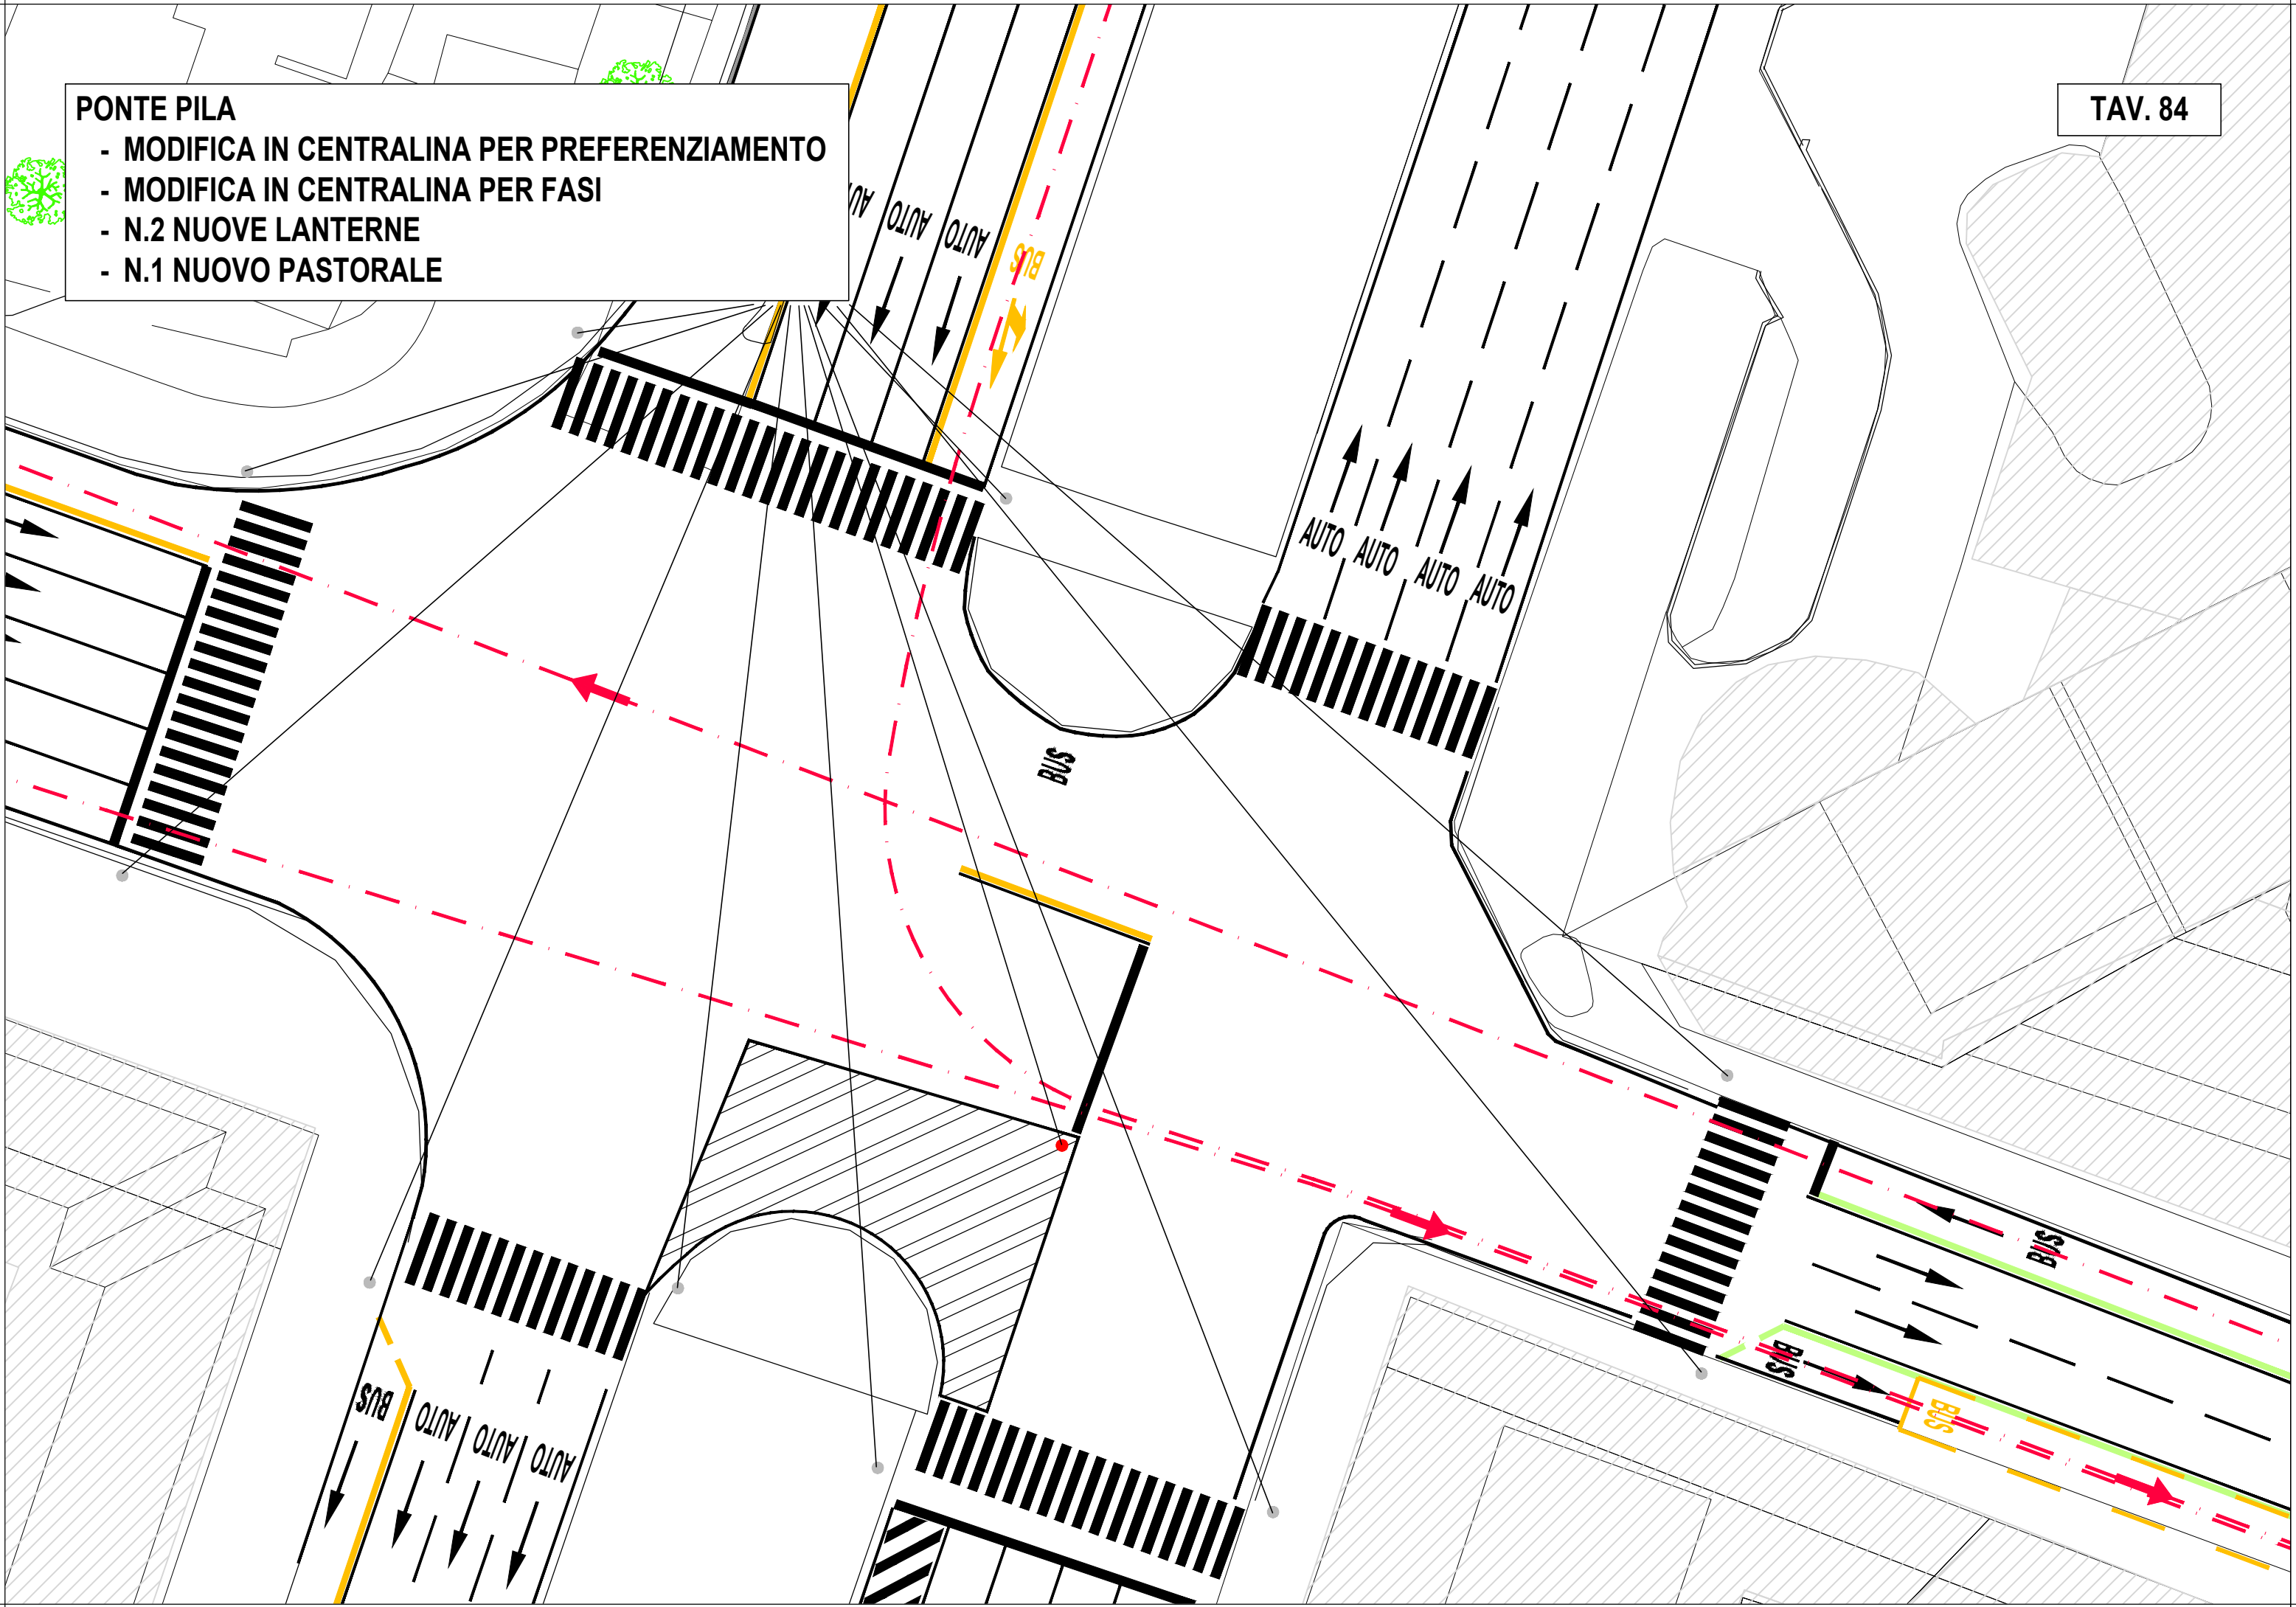 PONTE PILA
- MODIFICA IN CENTRALINA PER PREFERENZIAMENTO
- MODIFICA IN CENTRALINA PER FASI
- N.2 NUOVE LANTERNE
- N.1 NUOVO PASTORALE
TAV. 84
AU
AUTO
AUTO
BUS
AUTO
AUTO
AUTO
AUTO
BUS
BUS
BUS
BUS
BUS
AUTO
AUTO
AUTO